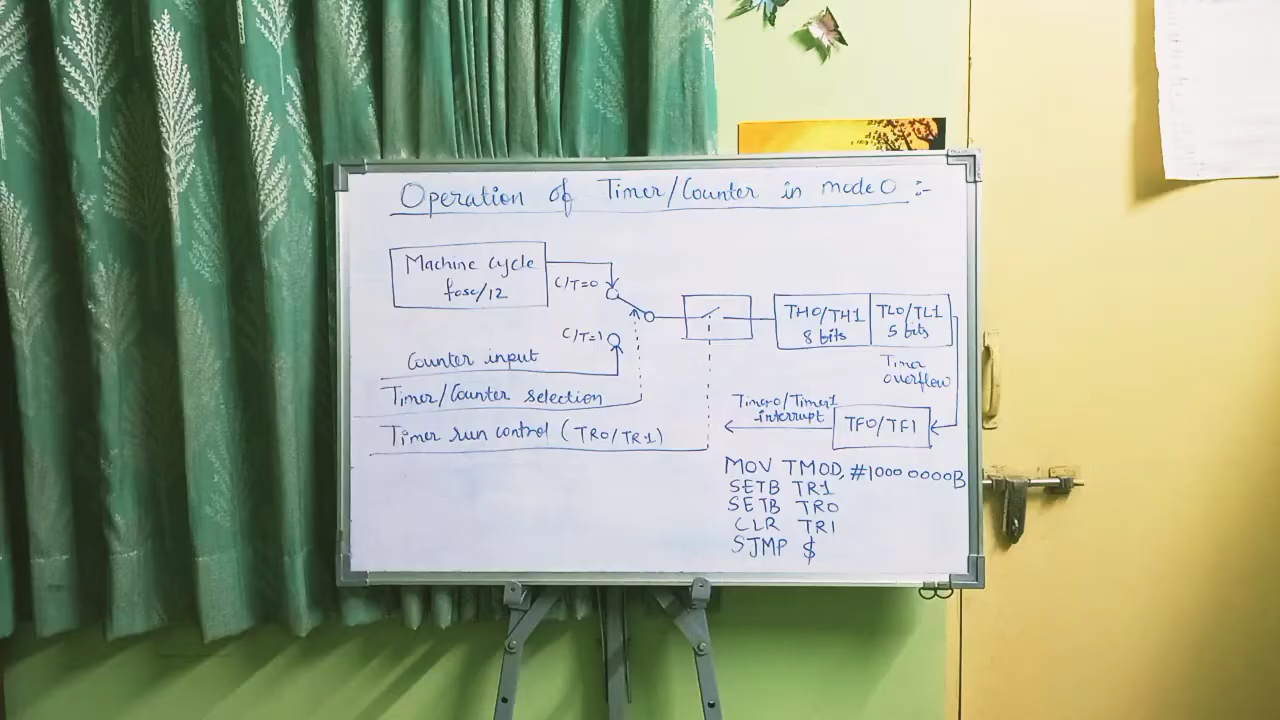 Operation of Timer/Counter in mode 0 :-
Machine cycle
fosc/12
C/T=0
C/T=1
Counter input
Timer/Counter selection
Timer run control (TR0/TR1)
TH0/TH1
8 bits
TL0/TL1
5 bits
Timer
overflow
Timer0/Timer1
interrupt
TF0/TF1
MOV TMOD, #1000 0000B
SETB TR1
SETB TR0
CLR TR1
SJMP $